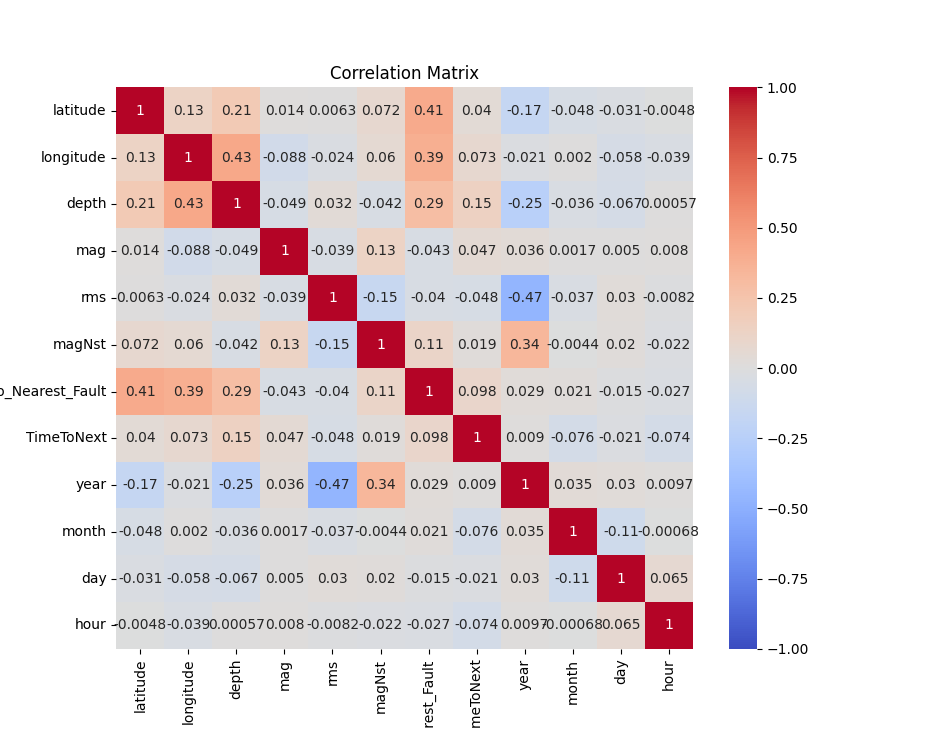 Correlation Matrix
latitude 1 0.13 0.21 0.014 0.0063 0.072 0.41 0.04 -0.17 -0.048 -0.031 -0.0048
longitude 0.13 1 0.43 -0.088 -0.024 0.06 0.39 0.073 -0.021 0.002 -0.058 -0.039
depth 0.21 0.43 1 -0.049 0.032 -0.042 0.29 0.15 -0.25 -0.036 -0.067 0.00057
mag 0.014 -0.088 -0.049 1 -0.039 0.13 -0.043 0.047 0.036 0.0017 0.005 0.008
rms 0.0063 -0.024 0.032 -0.039 1 -0.15 -0.04 -0.048 -0.47 -0.037 0.03 -0.0082
magNst 0.072 0.06 -0.042 0.13 -0.15 1 0.11 0.019 0.34 -0.0044 0.02 -0.022
o_Nearest_Fault 0.41 0.39 0.29 -0.043 -0.04 0.11 1 0.098 0.029 0.021 -0.015 -0.027
TimeToNext 0.04 0.073 0.15 0.047 -0.048 0.019 0.098 1 0.009 -0.076 -0.021 -0.074
year -0.17 -0.021 -0.25 0.036 -0.47 0.34 0.029 0.009 1 0.035 0.03 0.0097
month -0.048 0.002 -0.036 0.0017 -0.037 -0.0044 0.021 -0.076 0.035 1 -0.11 -0.00068
day -0.031 -0.058 -0.067 0.005 0.03 0.02 -0.015 -0.021 0.03 -0.11 1 0.065
hour -0.0048 -0.039 0.00057 0.008 -0.0082 -0.022 -0.027 -0.074 0.0097 -0.00068 0.065 1
latitude longitude depth mag rms magNst rest_Fault meToNext year month day hour
1.00
0.75
0.50
0.25
0.00
−0.25
−0.50
−0.75
−1.00